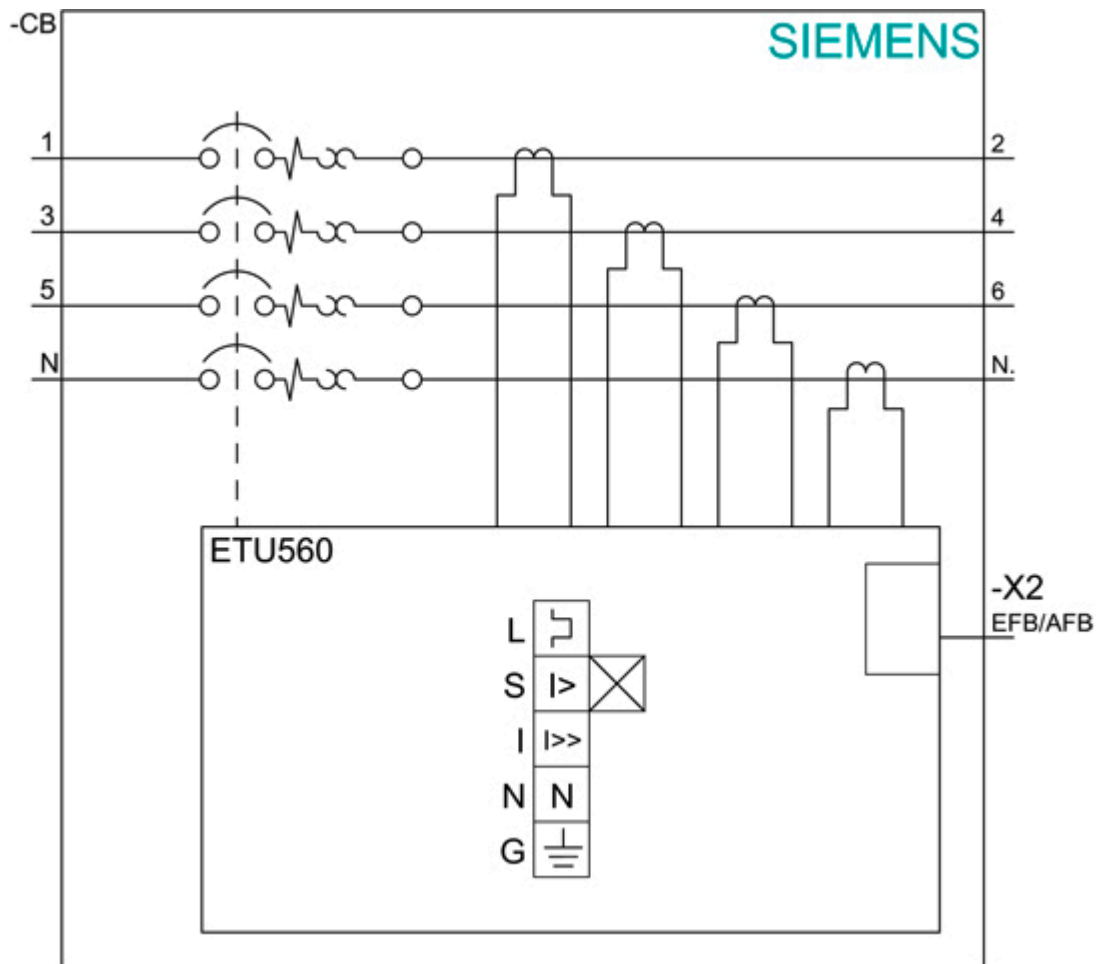 -CB
SIEMENS
1
2
3
4
5
6
N
N.
ETU560
-X2
EFB/AFB
L
S I>
I I>>
N N
G